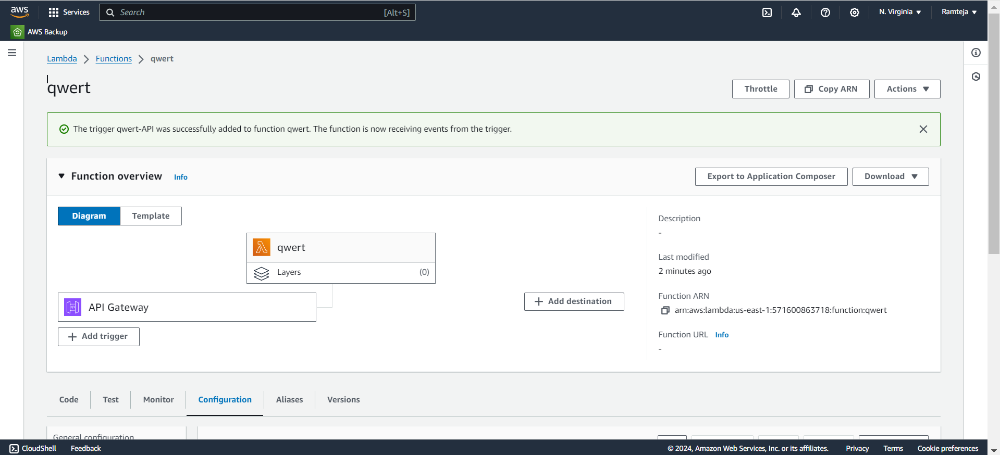 aws Services Search [Alt+S] N. Virginia Ramteja
AWS Backup
Lambda Functions qwert
qwert
Throttle Copy ARN Actions
The trigger qwert-API was successfully added to function qwert. The function is now receiving events from the trigger.
Function overview Info Export to Application Composer Download
Diagram Template
qwert
Layers (0)
API Gateway
Add trigger
Add destination
Description
-
Last modified
2 minutes ago
Function ARN
arn:aws:lambda:us-east-1:571600863718:function:qwert
Function URL Info
-
Code Test Monitor Configuration Aliases Versions
General configuration
CloudShell Feedback © 2024, Amazon Web Services, Inc. or its affiliates. Privacy Terms Cookie preferences